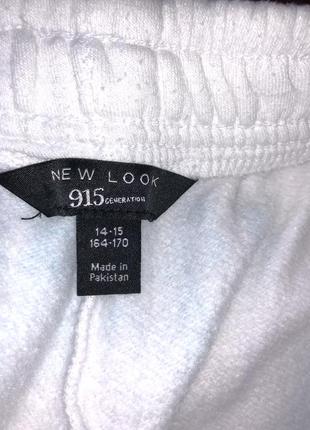 NEW LOOK
915 GENERATION
14-15
164-170
Made in
Pakistan